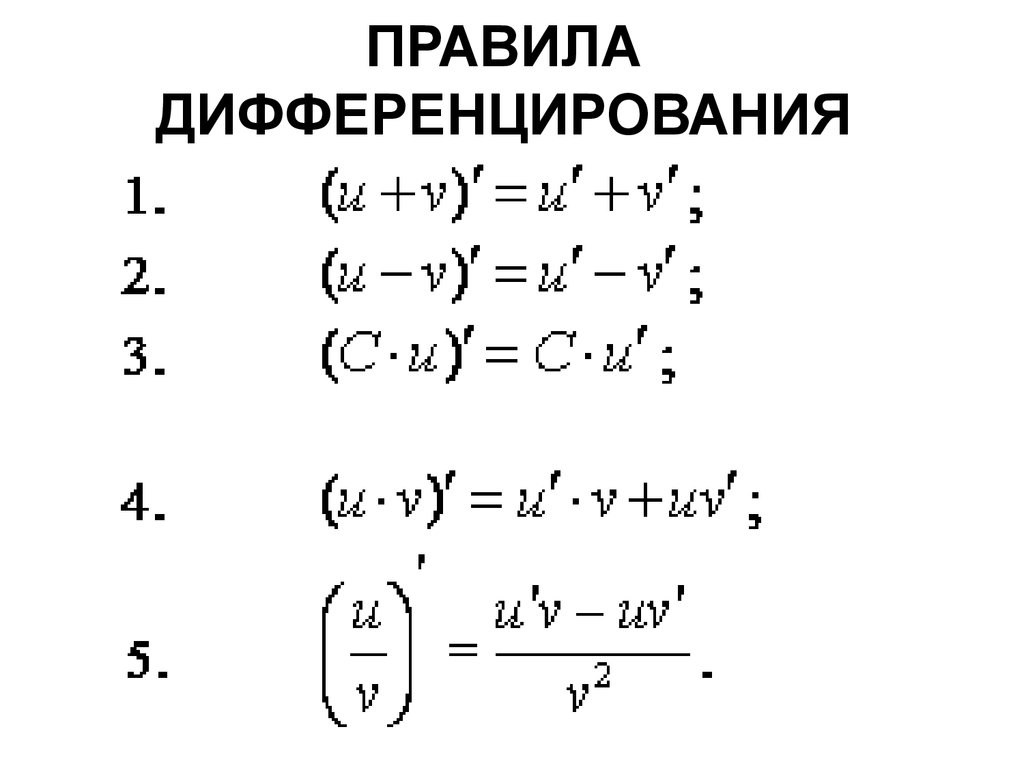 ПРАВИЛА
ДИФФЕРЕНЦИРОВАНИЯ
1. (u + v)′ = u′ + v′ ;
2. (u − v)′ = u′ − v′ ;
3. (C · u)′ = C · u′ ;
4. (u · v)′ = u′ · v + uv′ ;
5. (u/v)′ = (u′v − uv′)/v² .